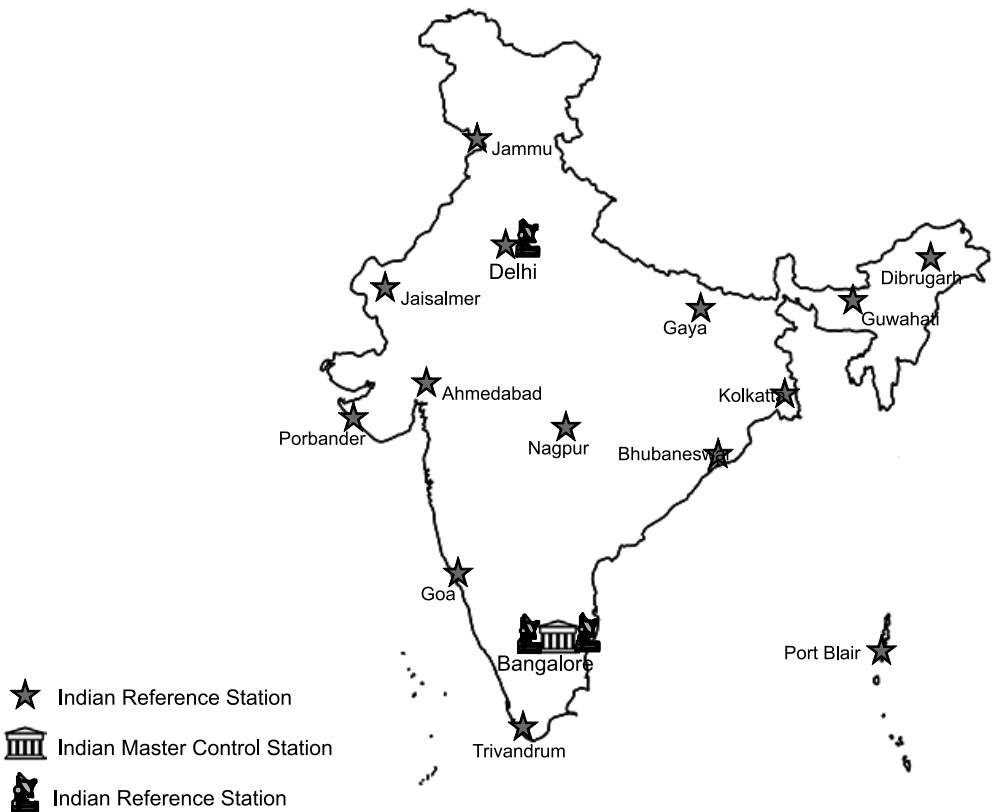 Jammu
Delhi
Dibrugarh
Jaisalmer
Guwahati
Gaya
Ahmedabad
Kolkatta
Porbander
Nagpur
Bhubaneswar
Goa
Port Blair
Bangalore
Indian Reference Station
Trivandrum
Indian Master Control Station
Indian Reference Station